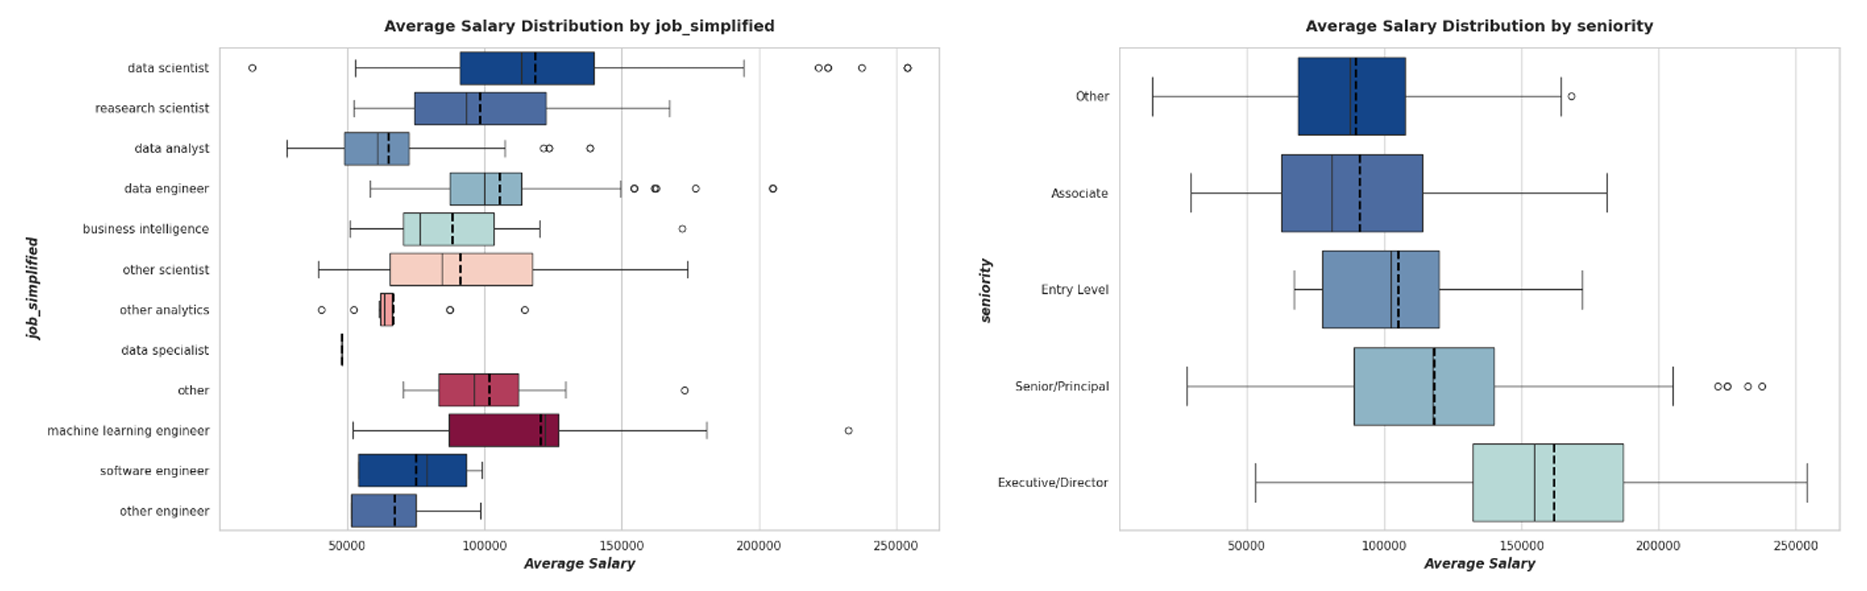 Average Salary Distribution by job_simplified
job_simplified
data scientist
reasearch scientist
data analyst
data engineer
business intelligence
other scientist
other analytics
data specialist
other
machine learning engineer
software engineer
other engineer
50000 100000 150000 200000 250000
Average Salary
Average Salary Distribution by seniority
seniority
Other
Associate
Entry Level
Senior/Principal
Executive/Director
50000 100000 150000 200000 250000
Average Salary